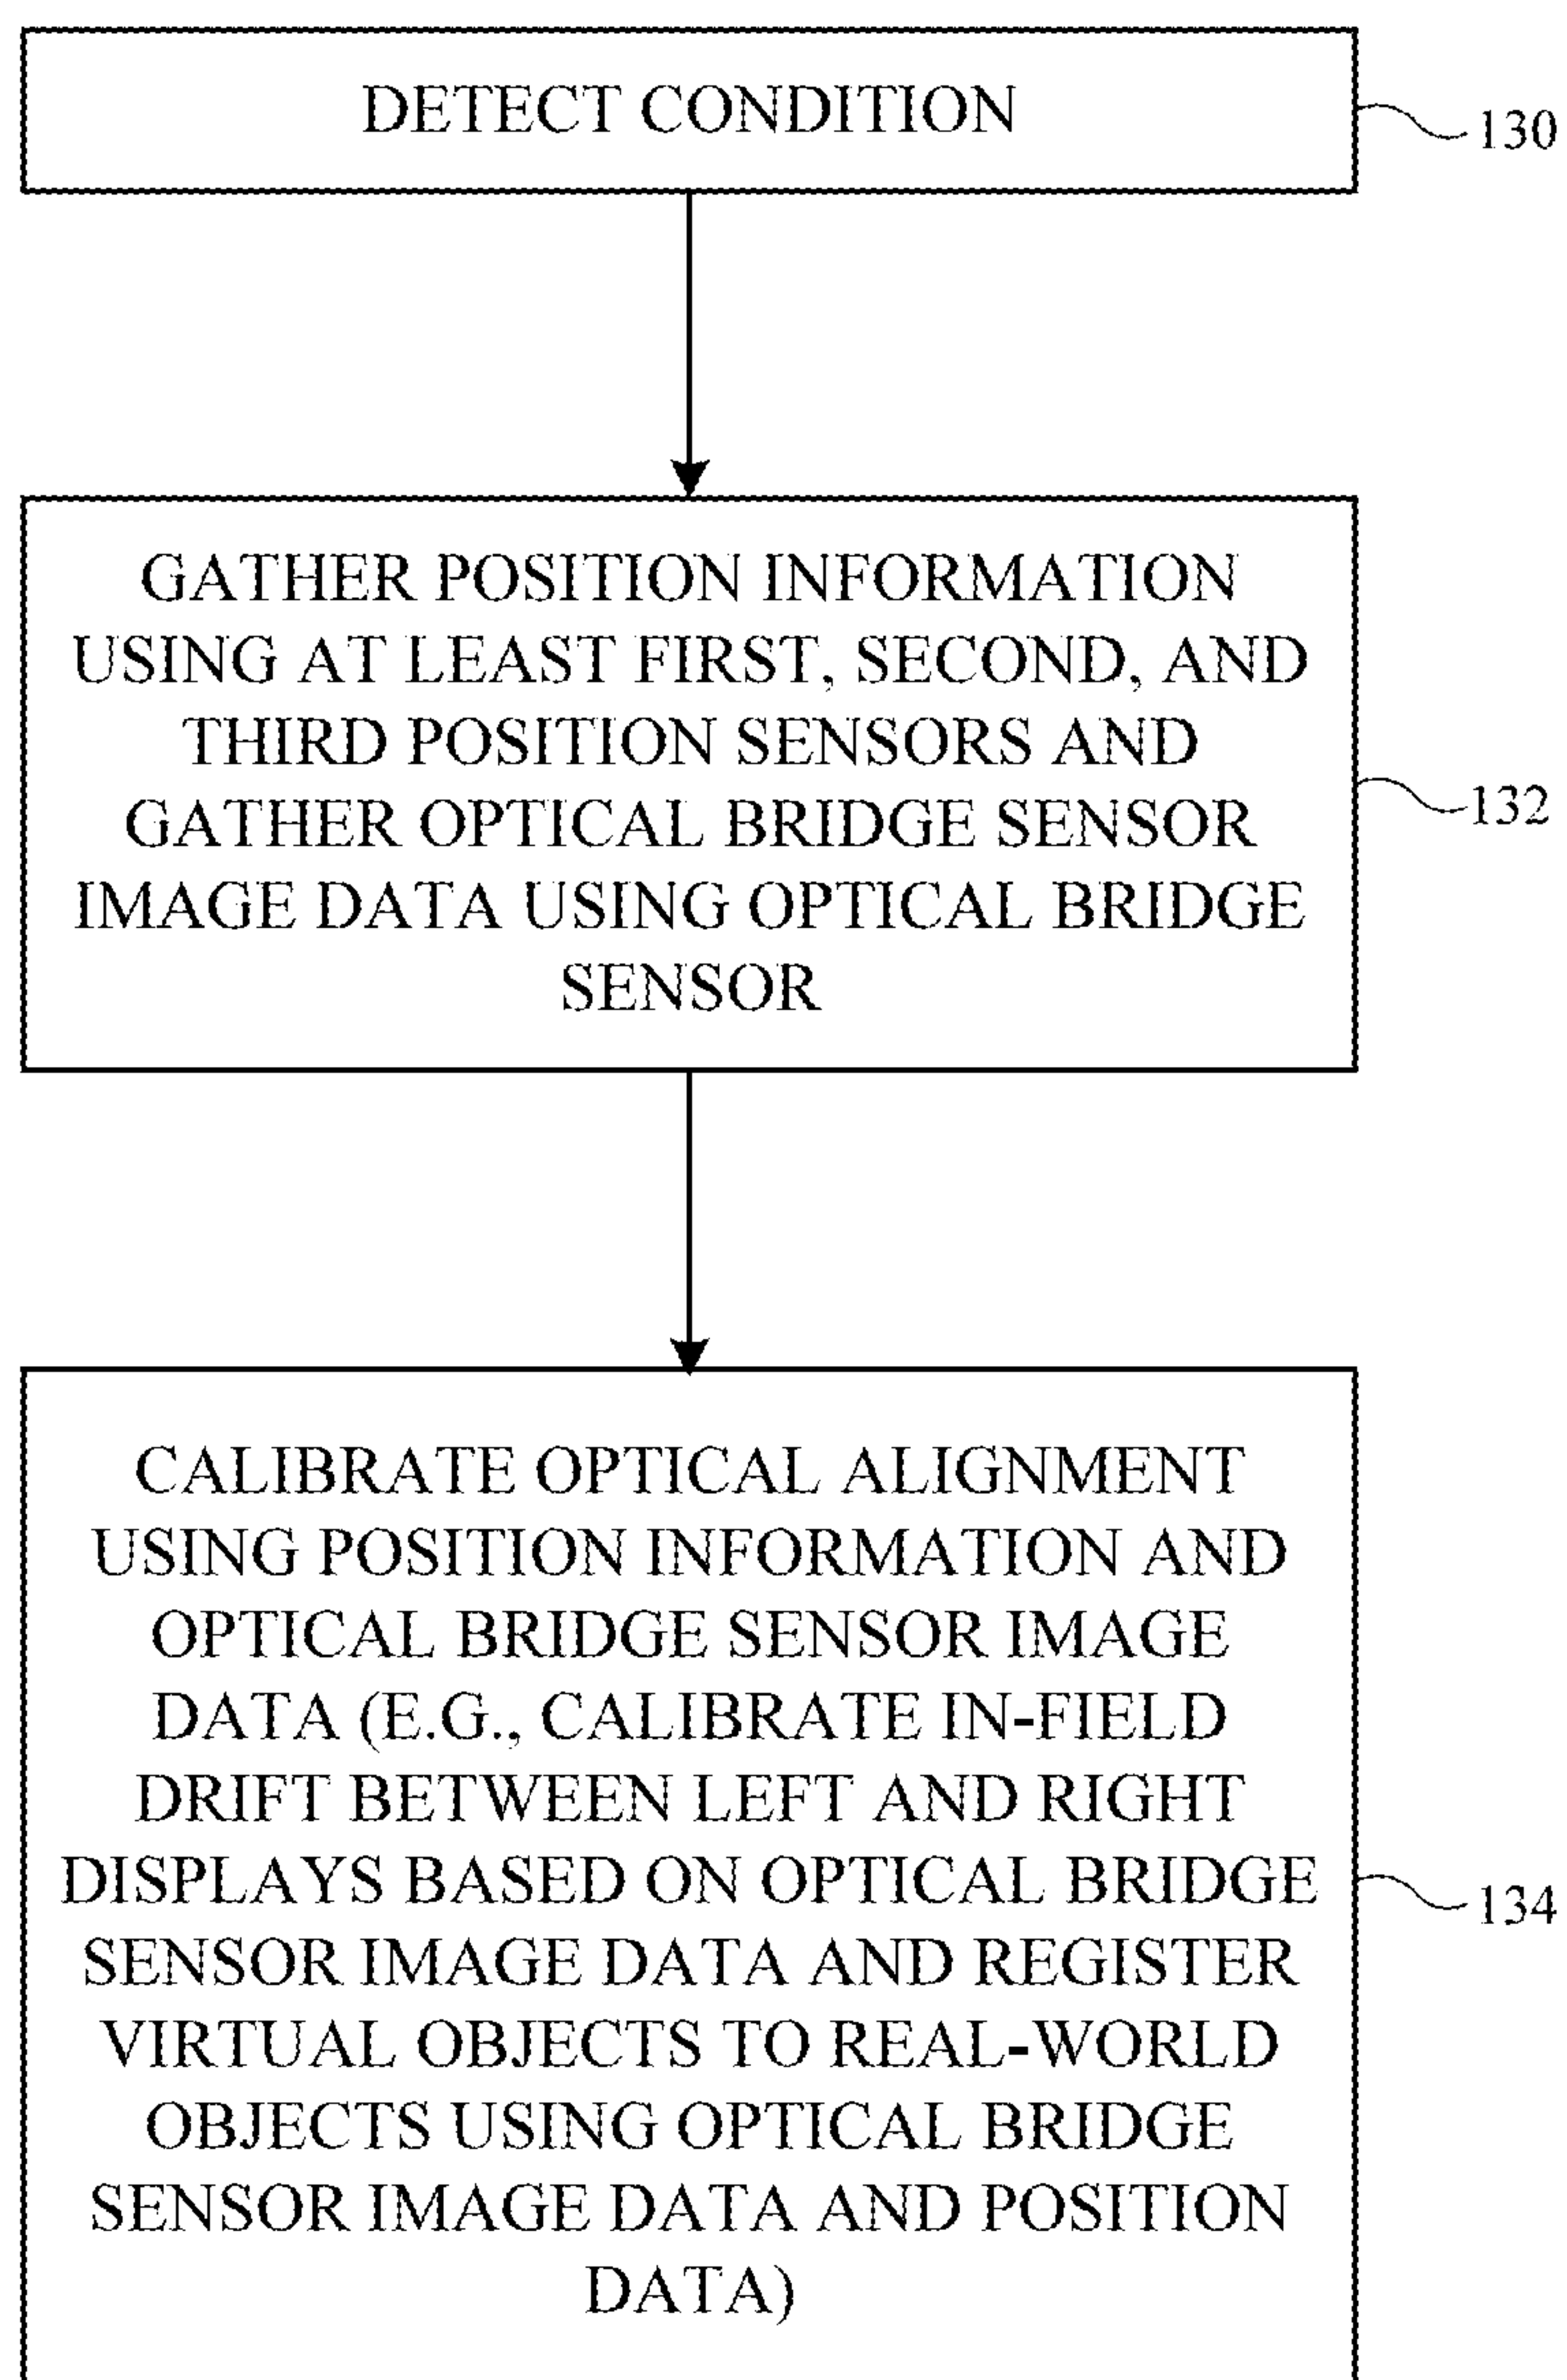 DETECT CONDITION
130
GATHER POSITION INFORMATION
USING AT LEAST FIRST, SECOND, AND
THIRD POSITION SENSORS AND
GATHER OPTICAL BRIDGE SENSOR
IMAGE DATA USING OPTICAL BRIDGE
SENSOR
132
CALIBRATE OPTICAL ALIGNMENT
USING POSITION INFORMATION AND
OPTICAL BRIDGE SENSOR IMAGE
DATA (E.G., CALIBRATE IN-FIELD
DRIFT BETWEEN LEFT AND RIGHT
DISPLAYS BASED ON OPTICAL BRIDGE
SENSOR IMAGE DATA AND REGISTER
VIRTUAL OBJECTS TO REAL-WORLD
OBJECTS USING OPTICAL BRIDGE
SENSOR IMAGE DATA AND POSITION
DATA)
134